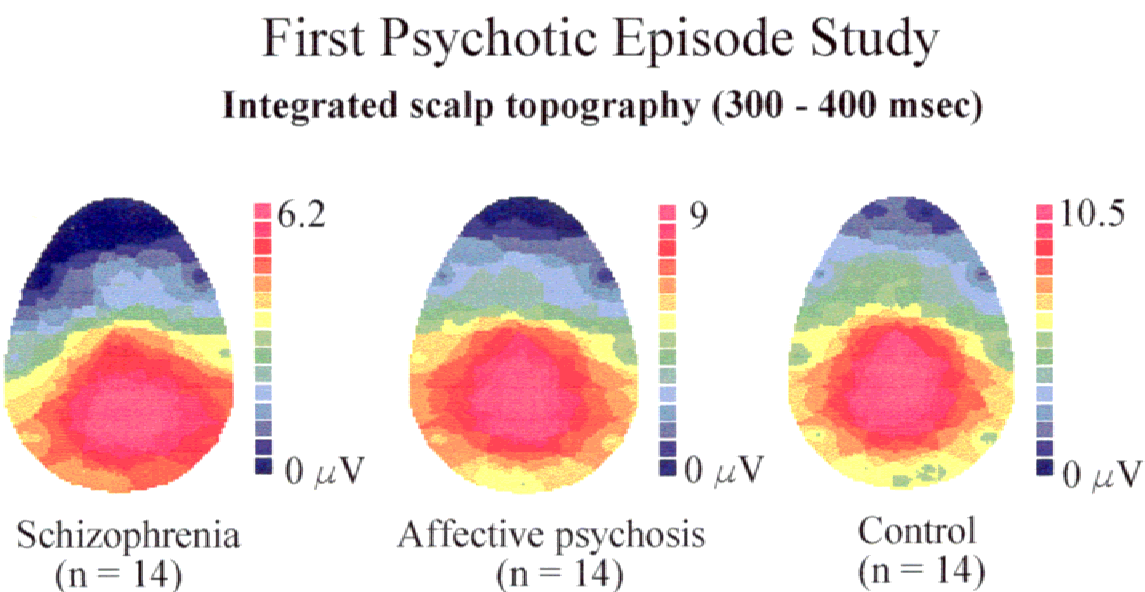 First Psychotic Episode Study
Integrated scalp topography (300 - 400 msec)
6.2
0 μV
9
0 μV
10.5
0 μV
Schizophrenia
(n = 14)
Affective psychosis
(n = 14)
Control
(n = 14)